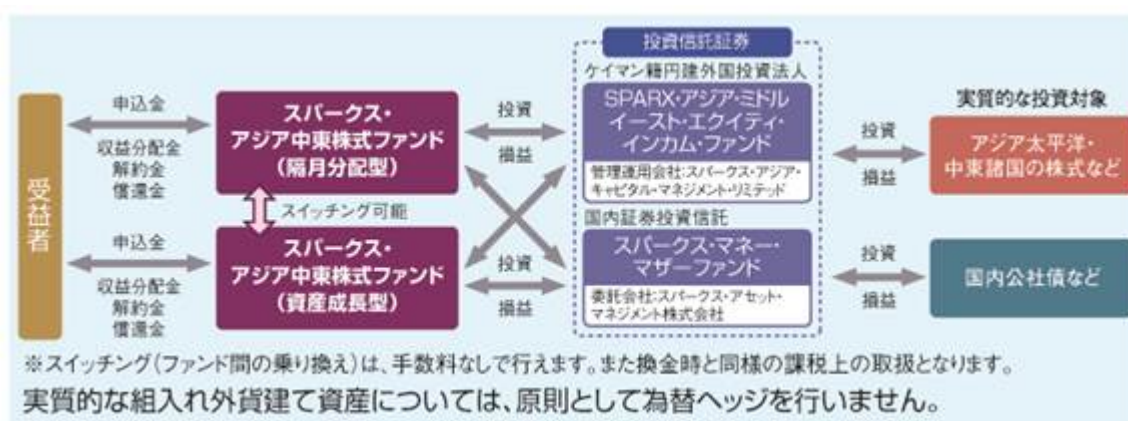 受益者
申込金
収益分配金
解約金
償還金
申込金
収益分配金
解約金
償還金
スパークス・
アジア中東株式ファンド
(隔月分配型)
スイッチング可能
スパークス・
アジア中東株式ファンド
(資産成長型)
投資
損益
投資
損益
投資信託証券
ケイマン籍円建外国投資法人
SPARX・アジア・ミドル
イースト・エクイティ・
インカム・ファンド
管理運用会社:スパークス・アジア・
キャピタル・マネジメント・リミテッド
国内証券投資信託
スパークス・マネー・
マザーファンド
委託会社:スパークス・アセット・
マネジメント株式会社
投資
損益
投資
損益
実質的な投資対象
アジア太平洋・
中東諸国の株式など
国内公社債など
※スイッチング(ファンド間の乗り換え)は、手数料なしで行えます。また換金時と同様の課税上の取扱となります。
実質的な組入れ外貨建て資産については、原則として為替ヘッジを行いません。